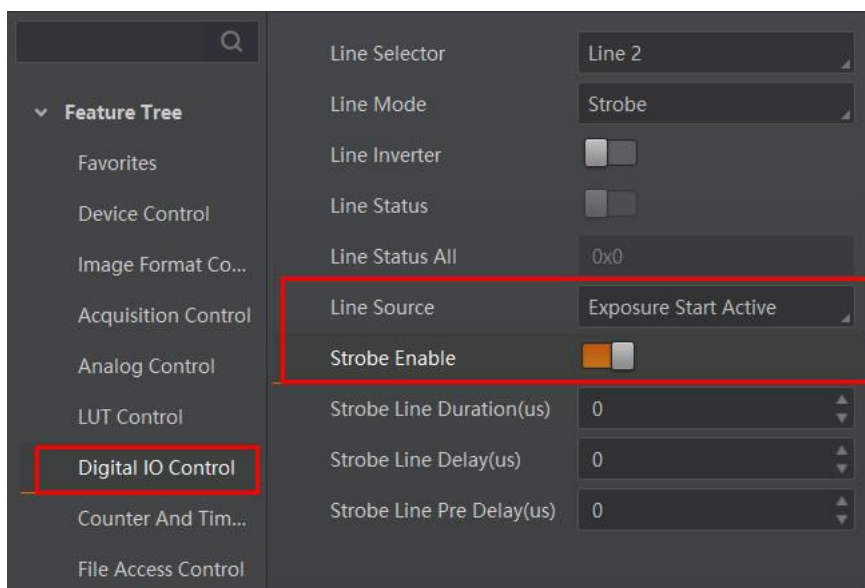 Feature Tree
Favorites
Device Control
Image Format Co...
Acquisition Control
Analog Control
LUT Control
Digital IO Control
Counter And Tim...
File Access Control
Line Selector Line 2
Line Mode Strobe
Line Inverter
Line Status
Line Status All 0x0
Line Source Exposure Start Active
Strobe Enable
Strobe Line Duration(us) 0
Strobe Line Delay(us) 0
Strobe Line Pre Delay(us) 0